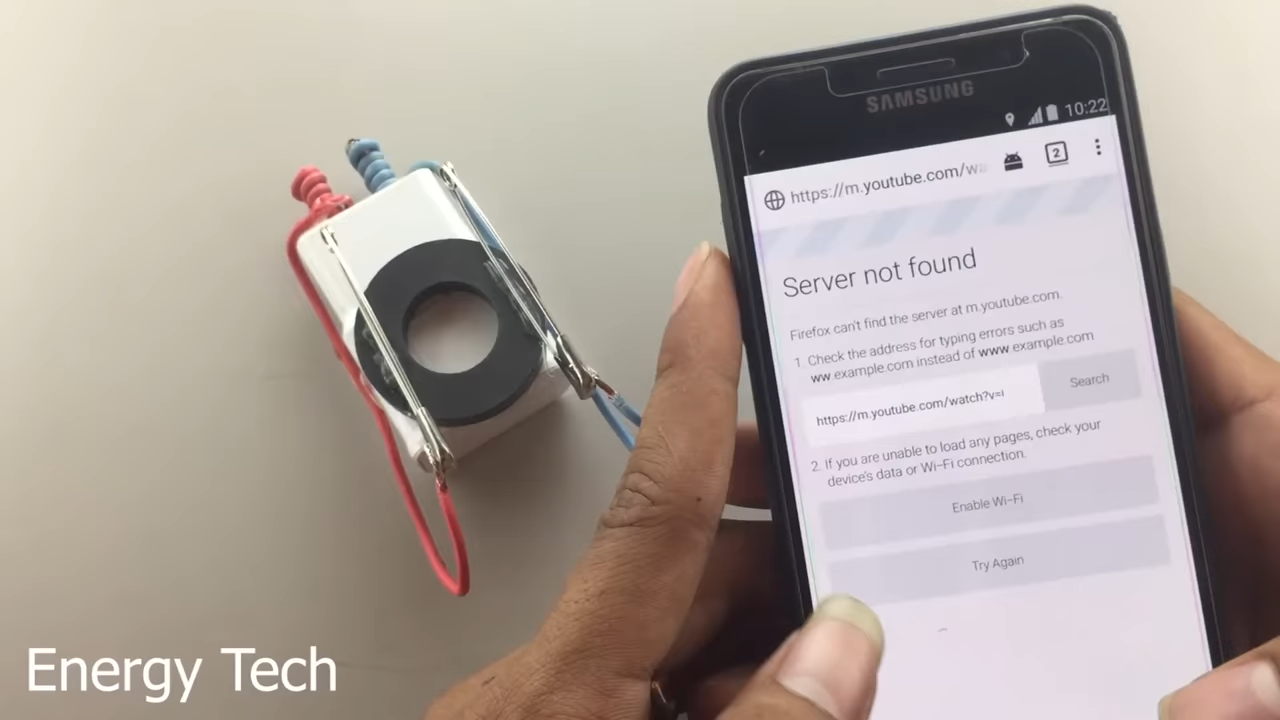 SAMSUNG
10:22
https://m.youtube.com/w
2
Server not found
Firefox can't find the server at m.youtube.com.
1. Check the address for typing errors such as
ww.example.com instead of www.example.com
https://m.youtube.com/watch?v=
Search
2. If you are unable to load any pages, check your
device's data or Wi-Fi connection.
Enable Wi-Fi
Try Again
Energy Tech